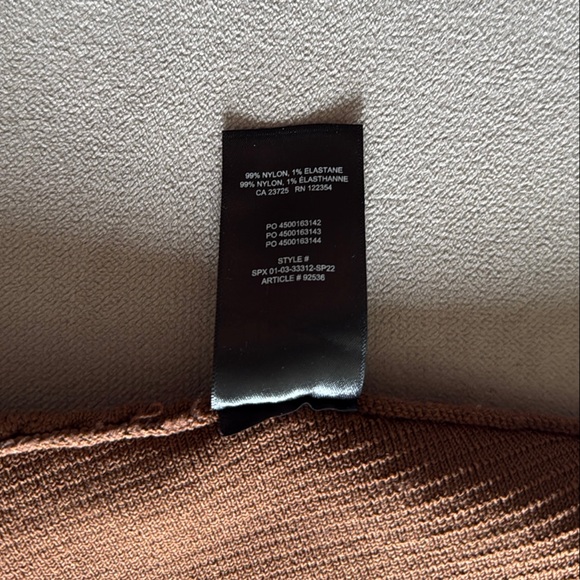 99% NYLON, 1% ELASTANE
99% NYLON, 1% ÉLASTHANNE
CA 23725 RN 122354
PO 4500163142
PO 4500163143
PO 4500163144
STYLE #
SPX 01-03-33312-SP22
ARTICLE # 92536